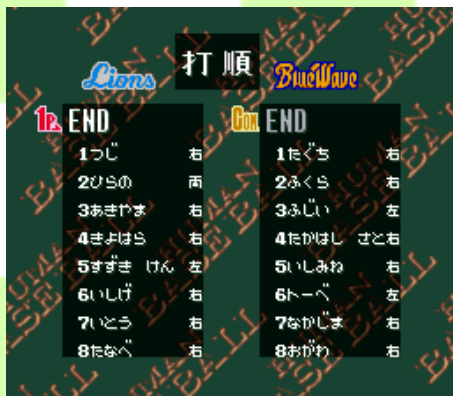 打順
Lions
BlueWave
1P. END
1つじ 右
2ひらの 両
3あきやま 右
4きよはら 右
5すずき けん 左
6いしげ 右
7いとう 右
8たなべ 右
COM. END
1たぐち 右
2ふくら 右
3ふじい 左
4たかはし さと右
5いしみね 右
6トーベ 左
7なかじま 右
8おがわ 右
HUMAN BASE BALL